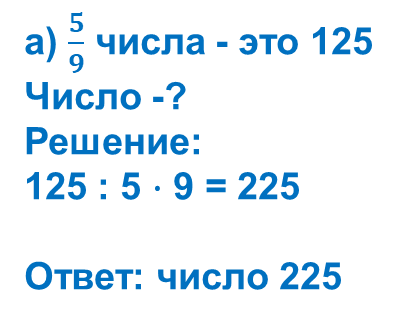 а) 5/9 числа - это 125
Число -?
Решение:
125 : 5 · 9 = 225
Ответ: число 225